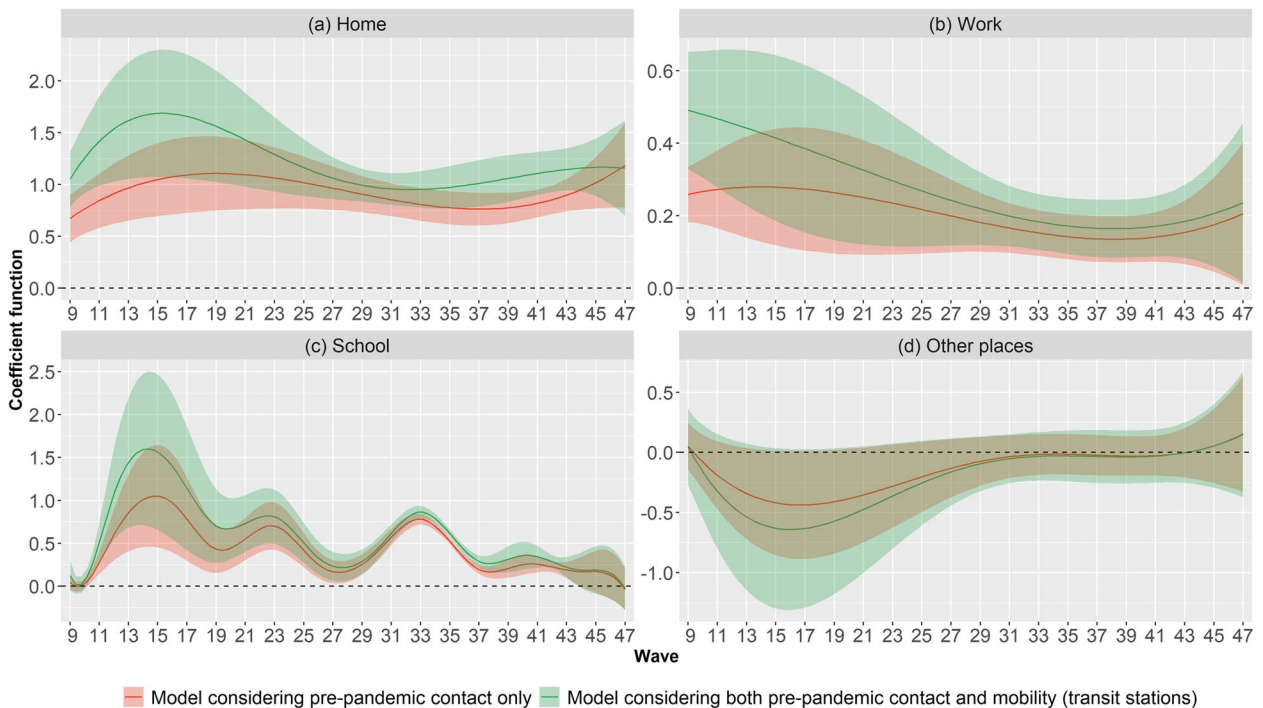 (a) Home
(b) Work
2.0
1.5
1.0
0.5
0.0
9 11 13 15 17 19 21 23 25 27 29 31 33 35 37 39 41 43 45 47
0.6
0.4
0.2
0.0
9 11 13 15 17 19 21 23 25 27 29 31 33 35 37 39 41 43 45 47
Coefficient function
(c) School
(d) Other places
2.5
2.0
1.5
1.0
0.5
0.0
9 11 13 15 17 19 21 23 25 27 29 31 33 35 37 39 41 43 45 47
0.5
0.0
-0.5
-1.0
9 11 13 15 17 19 21 23 25 27 29 31 33 35 37 39 41 43 45 47
Wave
Model considering pre-pandemic contact only
Model considering both pre-pandemic contact and mobility (transit stations)